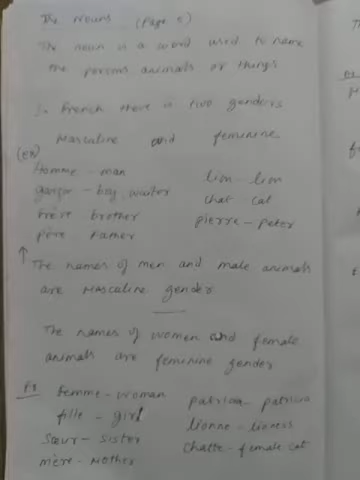 The Nouns (Page 5)
The noun is a word used to name
the persons animals or things
In French there is two genders
Masculine and feminine
(Ex)
Homme - man lion - lion
garçon - boy, waiter chat cat
frère brother pierre - peter
père Father
↑ The names of men and male animals
are Masculine gender
The names of women and female
animals are feminine gender
Ex femme - woman patricia - patricia
fille - girl lionne - lioness
Sœur - sister chatte - female cat
mère - Mother